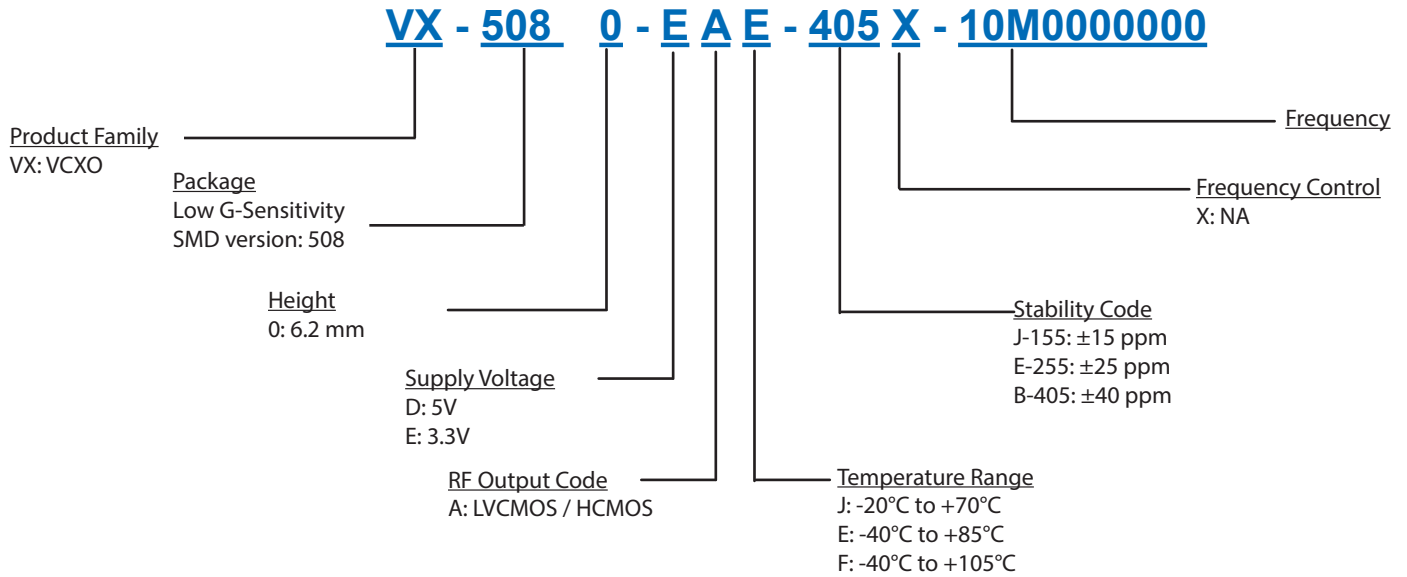 VX - 508 0 - E A E - 405 X - 10M0000000
Frequency
Product Family
VX: VCXO
Package
Low G-Sensitivity
SMD version: 508
Frequency Control
X: NA
Height
0: 6.2 mm
Stability Code
J-155: ±15 ppm
E-255: ±25 ppm
B-405: ±40 ppm
Supply Voltage
D: 5V
E: 3.3V
RF Output Code
A: LVCMOS / HCMOS
Temperature Range
J: -20°C to +70°C
E: -40°C to +85°C
F: -40°C to +105°C